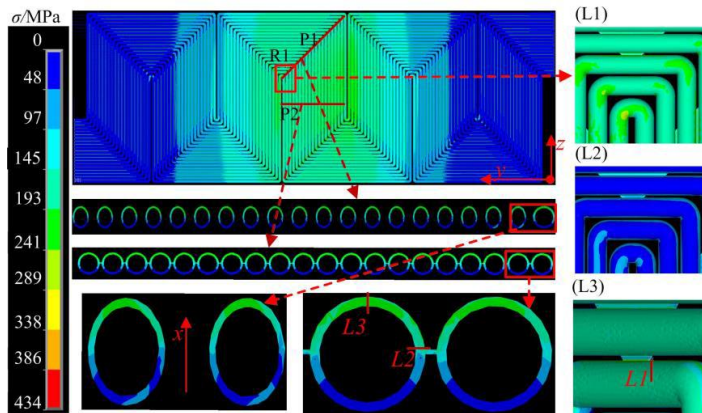 σ/MPa
0
48
97
145
193
241
289
338
386
434
R1
P1
P2
z
y
x
L3
L2
(L1)
(L2)
(L3)
L1